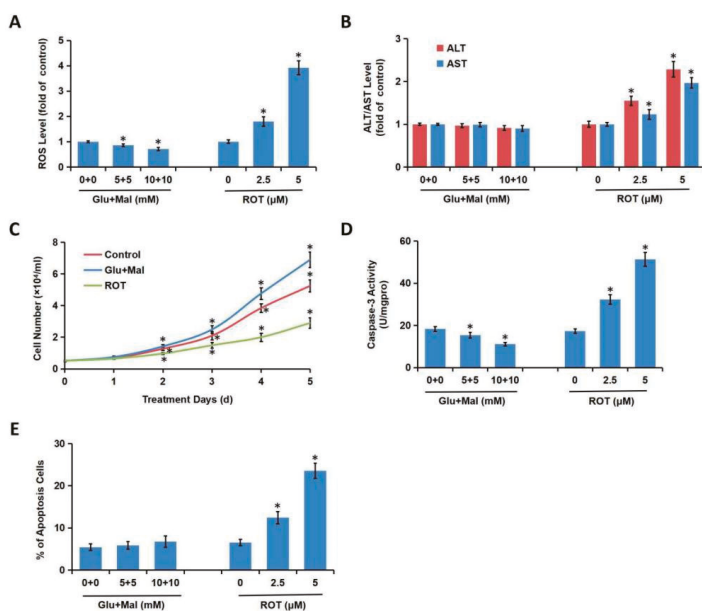 A
ROS Level (fold of control)
5
4
3
2
1
0
*
*
*
*
0+0 5+5 10+10 0 2.5 5
Glu+Mal (mM) ROT (µM)
B
ALT/AST Level
(fold of control)
3
2
1
0
ALT
AST
*
*
*
*
0+0 5+5 10+10 0 2.5 5
Glu+Mal (mM) ROT (µM)
C
Cell Number (×10⁴/ml)
8
6
4
2
0
Control
Glu+Mal
ROT
*
*
*
*
*
*
*
*
*
*
*
*
0 1 2 3 4 5
Treatment Days (d)
D
Caspase-3 Activity
(U/mgpro)
60
40
20
0
*
*
*
*
0+0 5+5 10+10 0 2.5 5
Glu+Mal (mM) ROT (µM)
E
% of Apoptosis Cells
30
20
10
0
*
*
0+0 5+5 10+10 0 2.5 5
Glu+Mal (mM) ROT (µM)